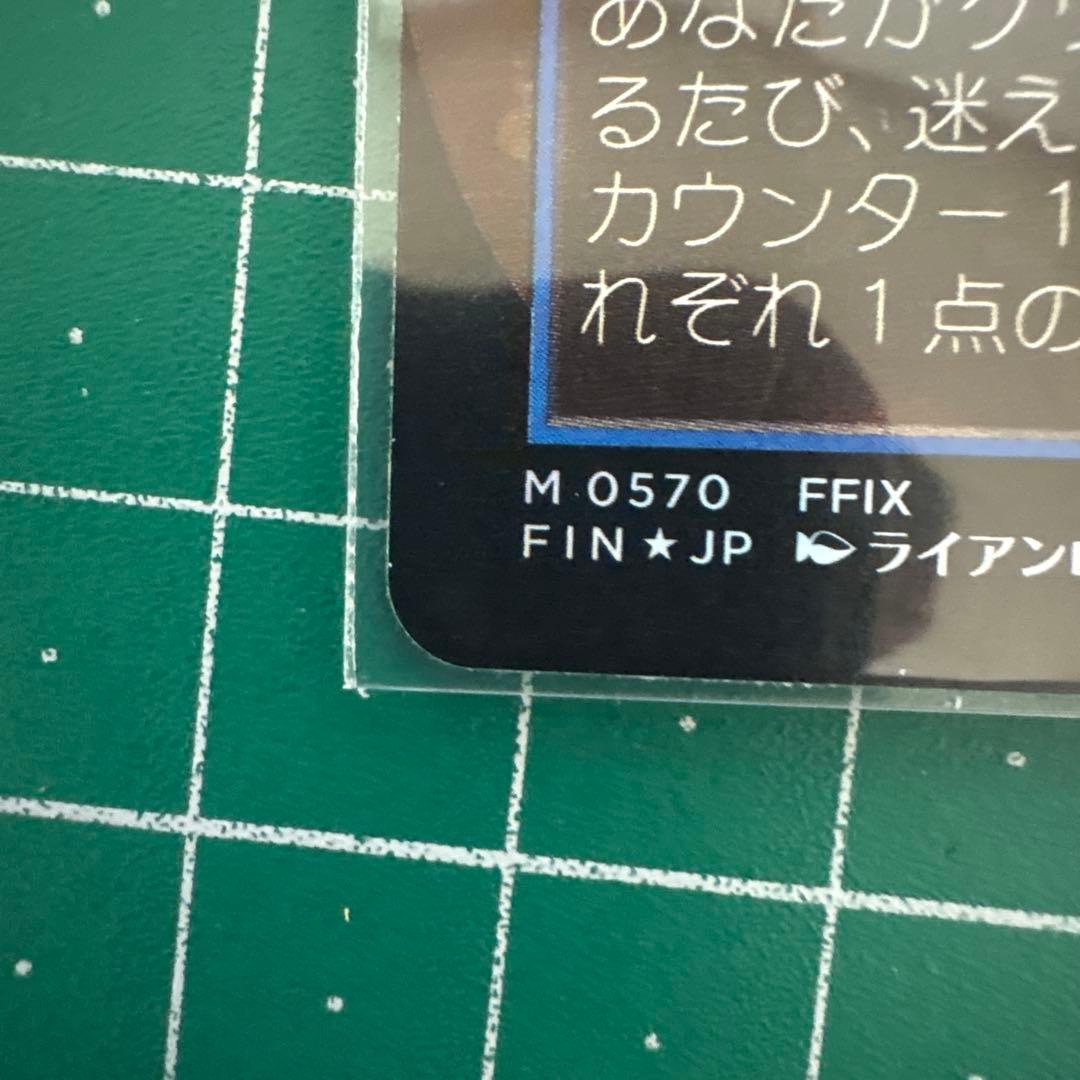 あなたがク
るたび、迷え
カウンター1
れぞれ1点の
M 0570 FFIX
FIN★JP ライアン